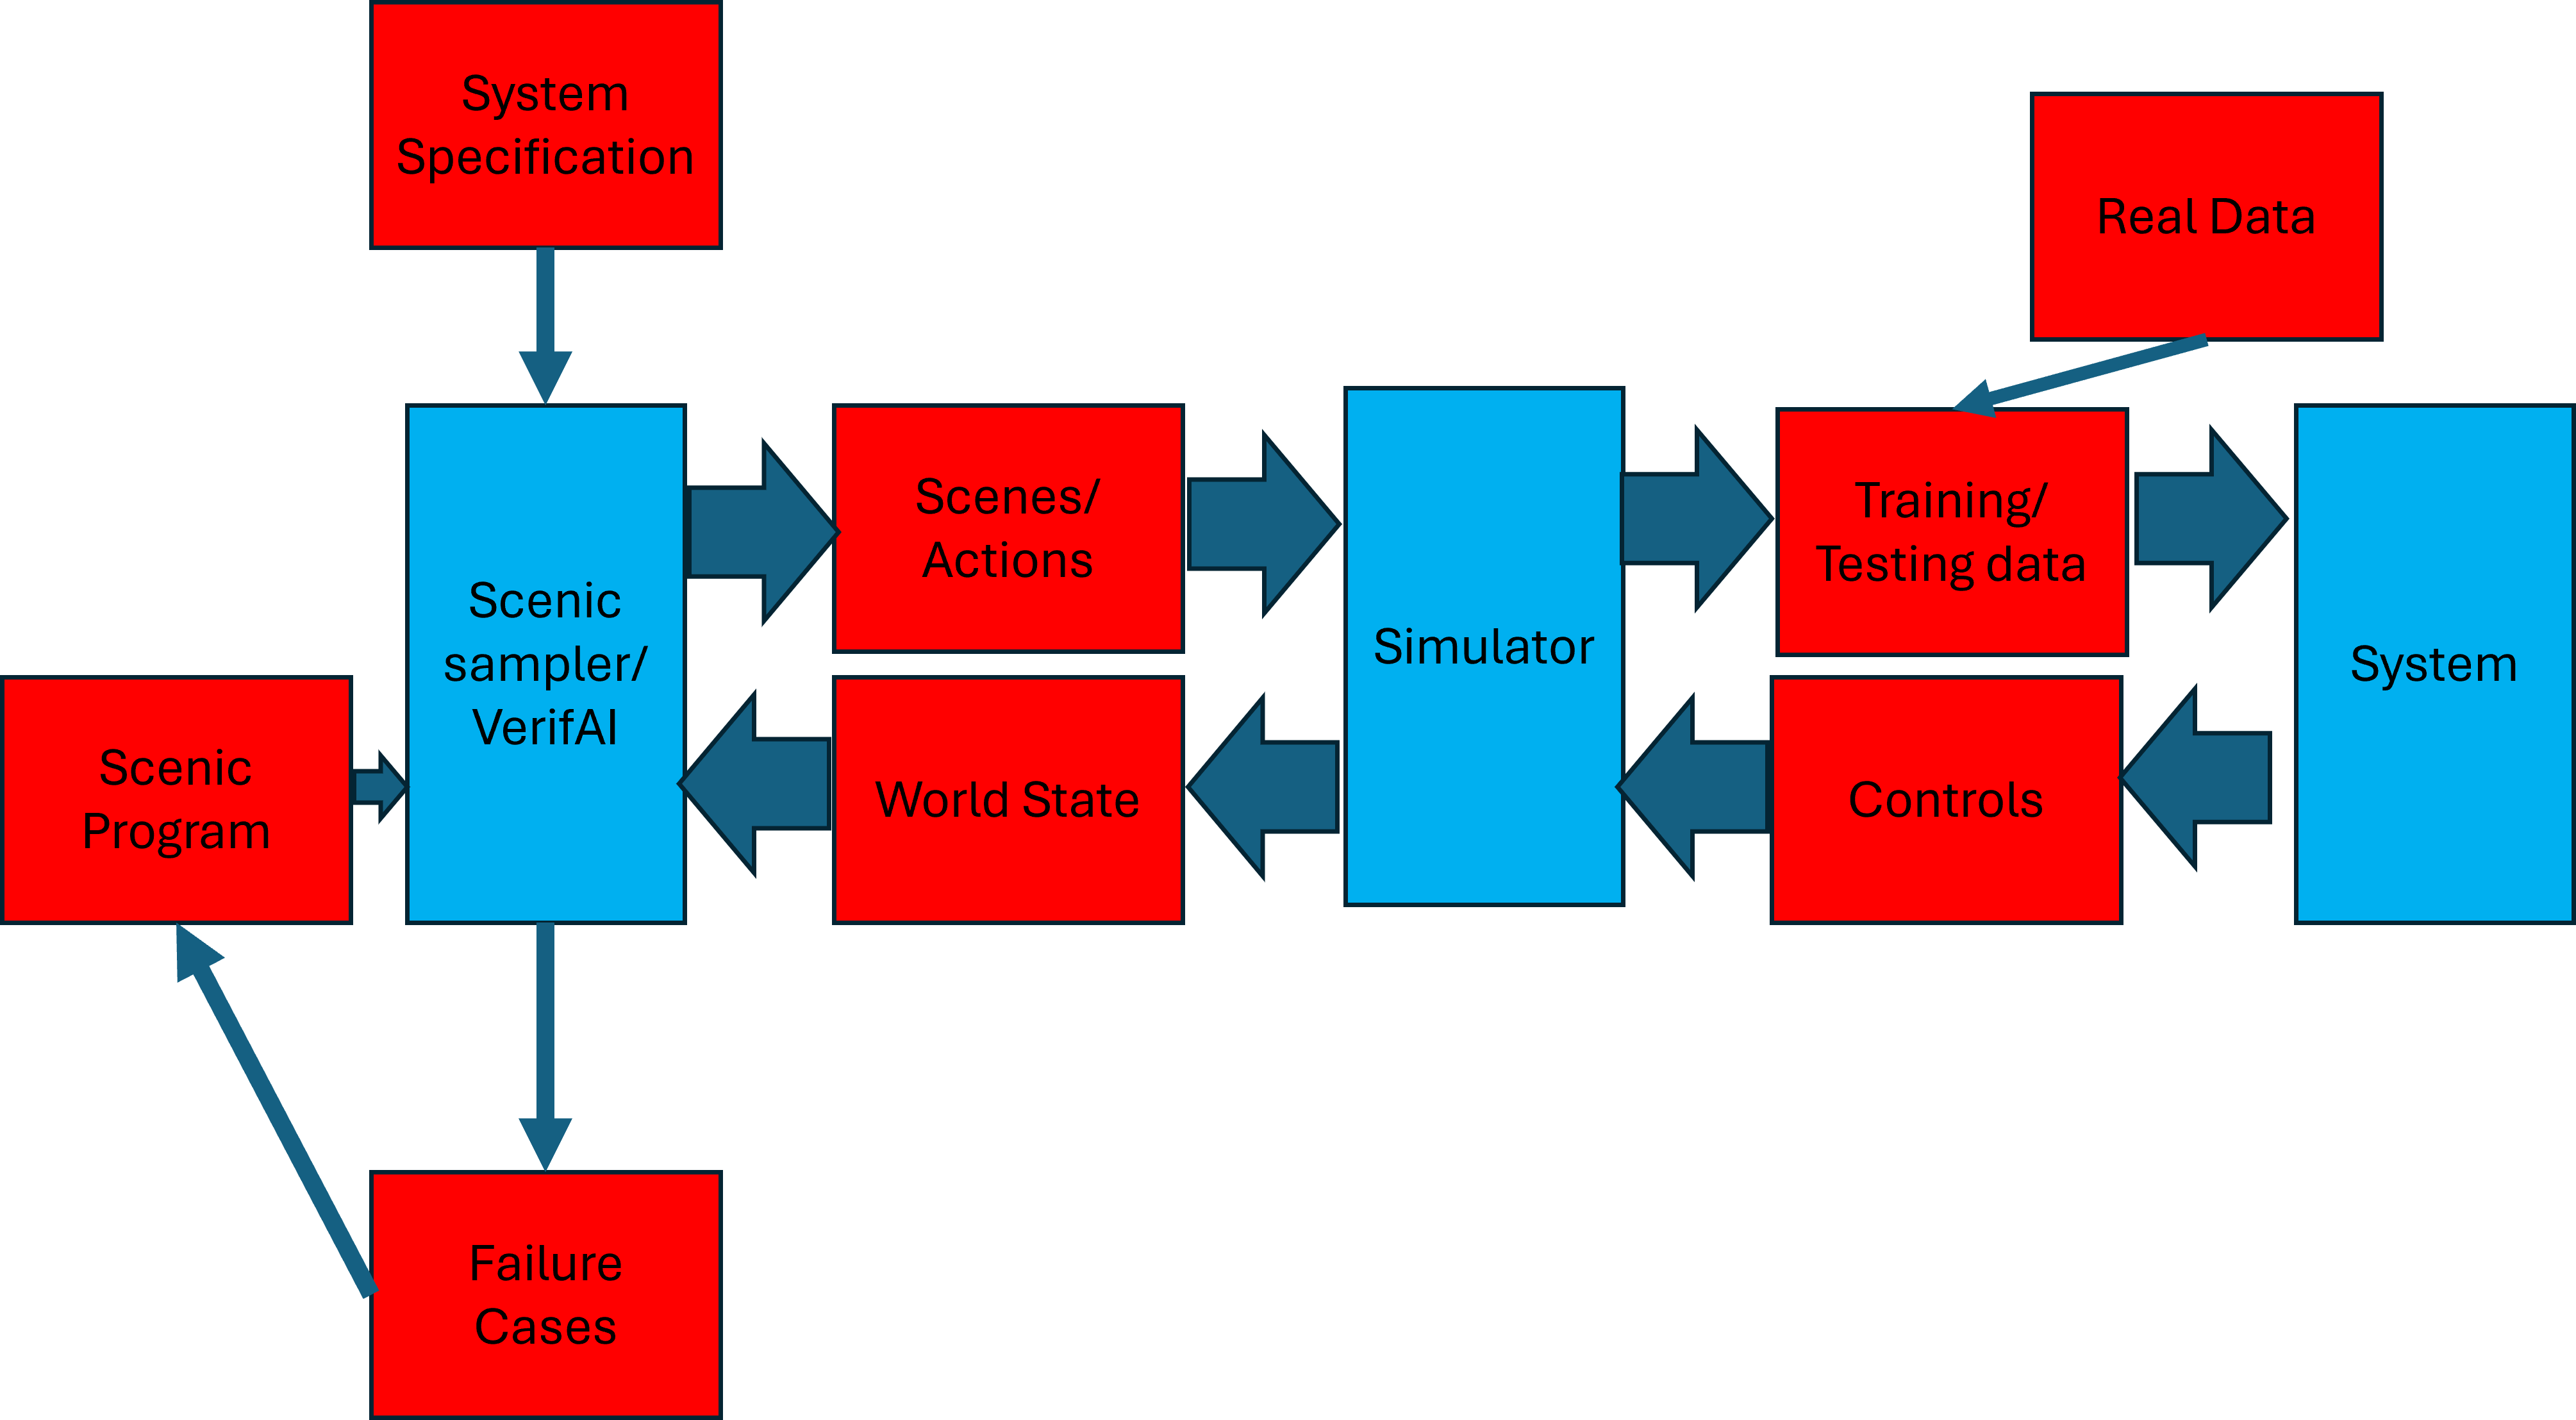 System
Specification
Real Data
Scenes/
Actions
Training/
Testing data
Scenic
sampler/
VerifAI
Simulator
System
Scenic
Program
World State
Controls
Failure
Cases